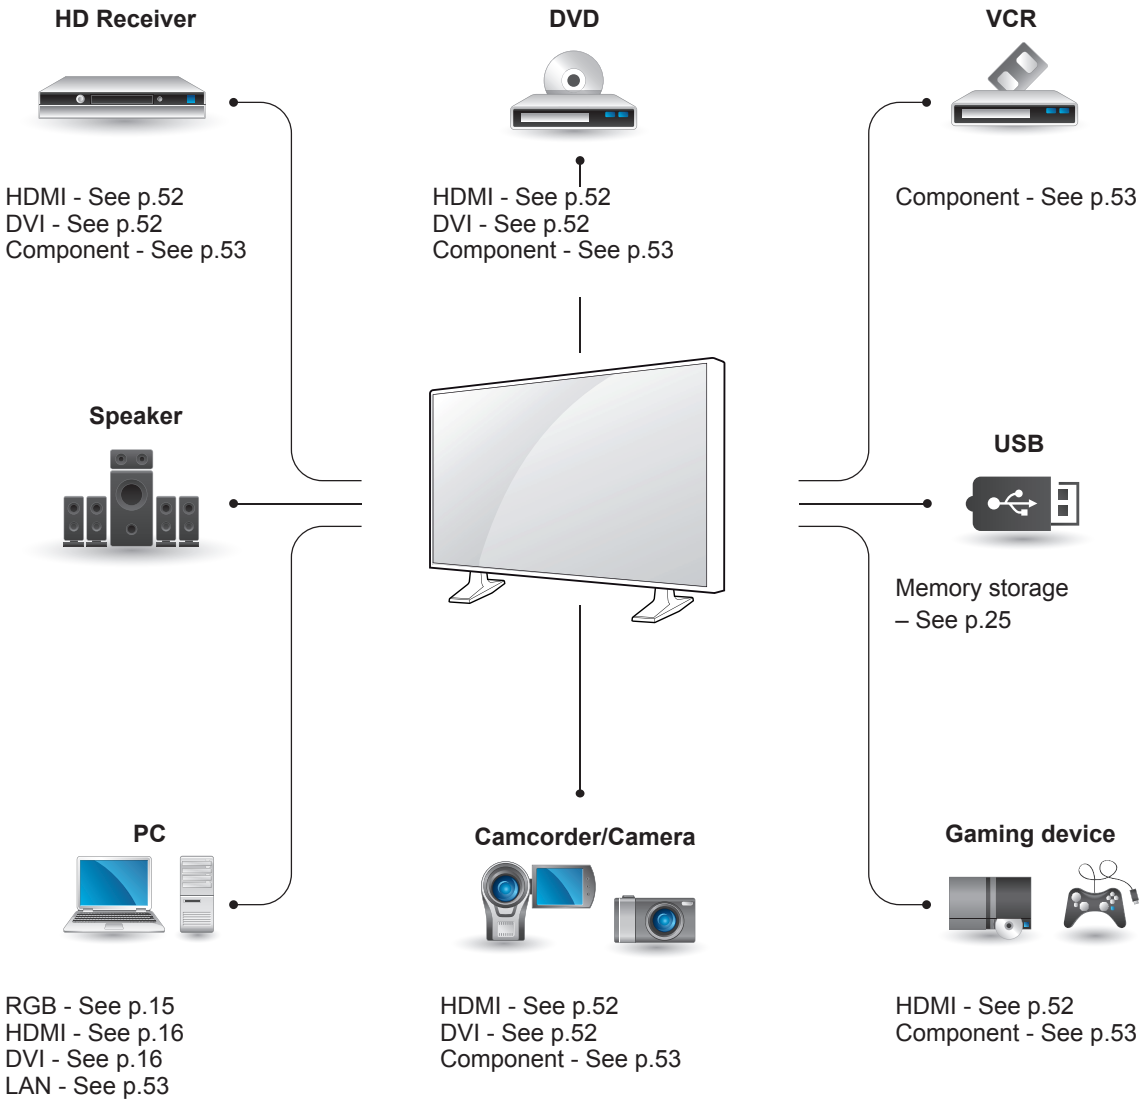 HD Receiver
HDMI - See p.52
DVI - See p.52
Component - See p.53
DVD
HDMI - See p.52
DVI - See p.52
Component - See p.53
VCR
Component - See p.53
Speaker
USB
Memory storage
– See p.25
PC
RGB - See p.15
HDMI - See p.16
DVI - See p.16
LAN - See p.53
Camcorder/Camera
HDMI - See p.52
DVI - See p.52
Component - See p.53
Gaming device
HDMI - See p.52
Component - See p.53